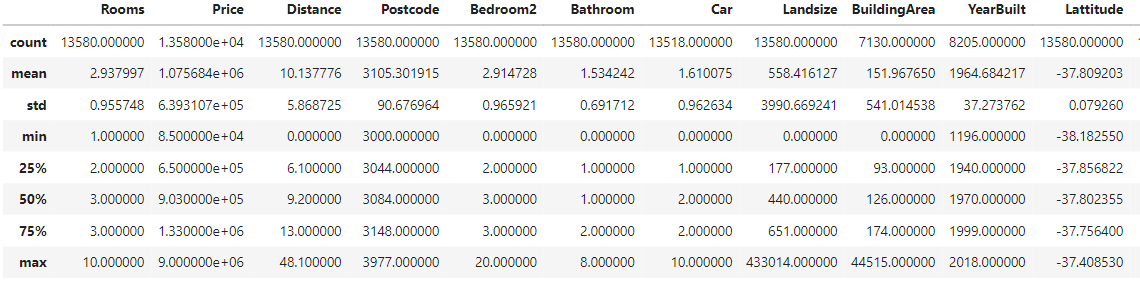 Rooms Price Distance Postcode Bedroom2 Bathroom Car Landsize BuildingArea YearBuilt Lattitude
count 13580.000000 1.358000e+04 13580.000000 13580.000000 13580.000000 13580.000000 13518.000000 13580.000000 7130.000000 8205.000000 13580.000000
mean 2.937997 1.075684e+06 10.137776 3105.301915 2.914728 1.534242 1.610075 558.416127 151.967650 1964.684217 -37.809203
std 0.955748 6.393107e+05 5.868725 90.676964 0.965921 0.691712 0.962634 3990.669241 541.014538 37.273762 0.079260
min 1.000000 8.500000e+04 0.000000 3000.000000 0.000000 0.000000 0.000000 0.000000 0.000000 1196.000000 -38.182550
25% 2.000000 6.500000e+05 6.100000 3044.000000 2.000000 1.000000 1.000000 177.000000 93.000000 1940.000000 -37.856822
50% 3.000000 9.030000e+05 9.200000 3084.000000 3.000000 1.000000 2.000000 440.000000 126.000000 1970.000000 -37.802355
75% 3.000000 1.330000e+06 13.000000 3148.000000 3.000000 2.000000 2.000000 651.000000 174.000000 1999.000000 -37.756400
max 10.000000 9.000000e+06 48.100000 3977.000000 20.000000 8.000000 10.000000 433014.000000 44515.000000 2018.000000 -37.408530